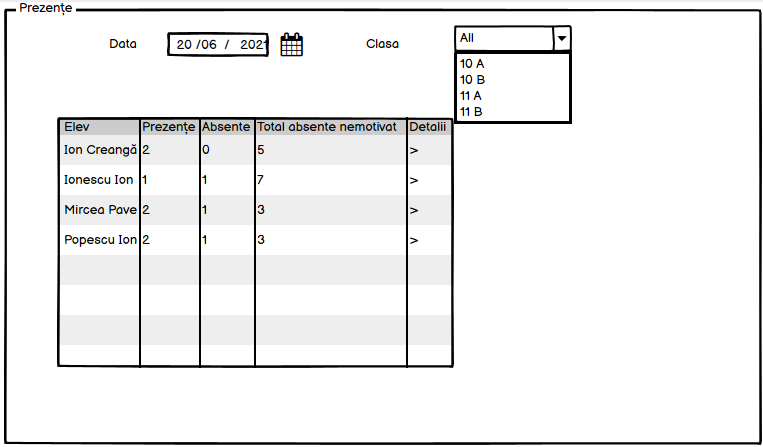 Prezențe
Data 20 /06 / 2021 Clasa All
10 A
10 B
11 A
11 B
Elev Prezențe Absente Total absente nemotivat Detalii
Ion Creangă 2 0 5 >
Ionescu Ion 1 1 7 >
Mircea Pave 2 1 3 >
Popescu Ion 2 1 3 >